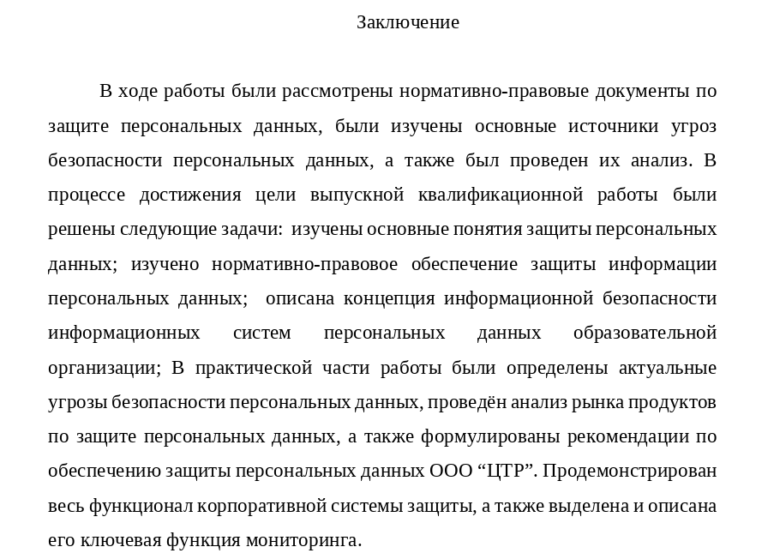 Заключение
В ходе работы были рассмотрены нормативно-правовые документы по
защите персональных данных, были изучены основные источники угроз
безопасности персональных данных, а также был проведен их анализ. В
процессе достижения цели выпускной квалификационной работы были
решены следующие задачи:  изучены основные понятия защиты персональных
данных; изучено нормативно-правовое обеспечение защиты информации
персональных данных;  описана концепция информационной безопасности
информационных систем персональных данных образовательной
организации; В практической части работы были определены актуальные
угрозы безопасности персональных данных, проведён анализ рынка продуктов
по защите персональных данных, а также формулированы рекомендации по
обеспечению защиты персональных данных ООО “ЦТР”. Продемонстрирован
весь функционал корпоративной системы защиты, а также выделена и описана
его ключевая функция мониторинга.